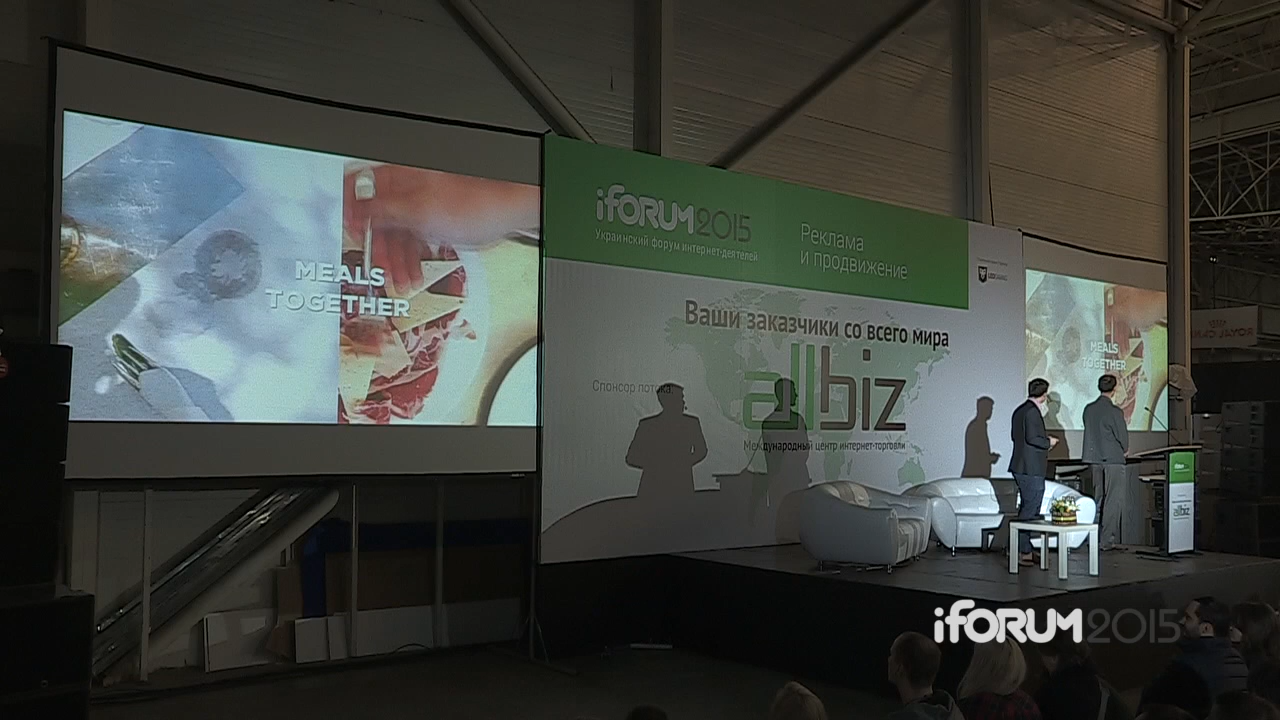 MEALS
TOGETHER
iFORUM2015
Украинский форум интернет-деятелей
Реклама
и продвижение
Ваши заказчики со всего мира
Спонсор потока:
allbiz
Международный центр интернет-торговли
MEALS
TOGETHER
allbiz
iFORUM2015